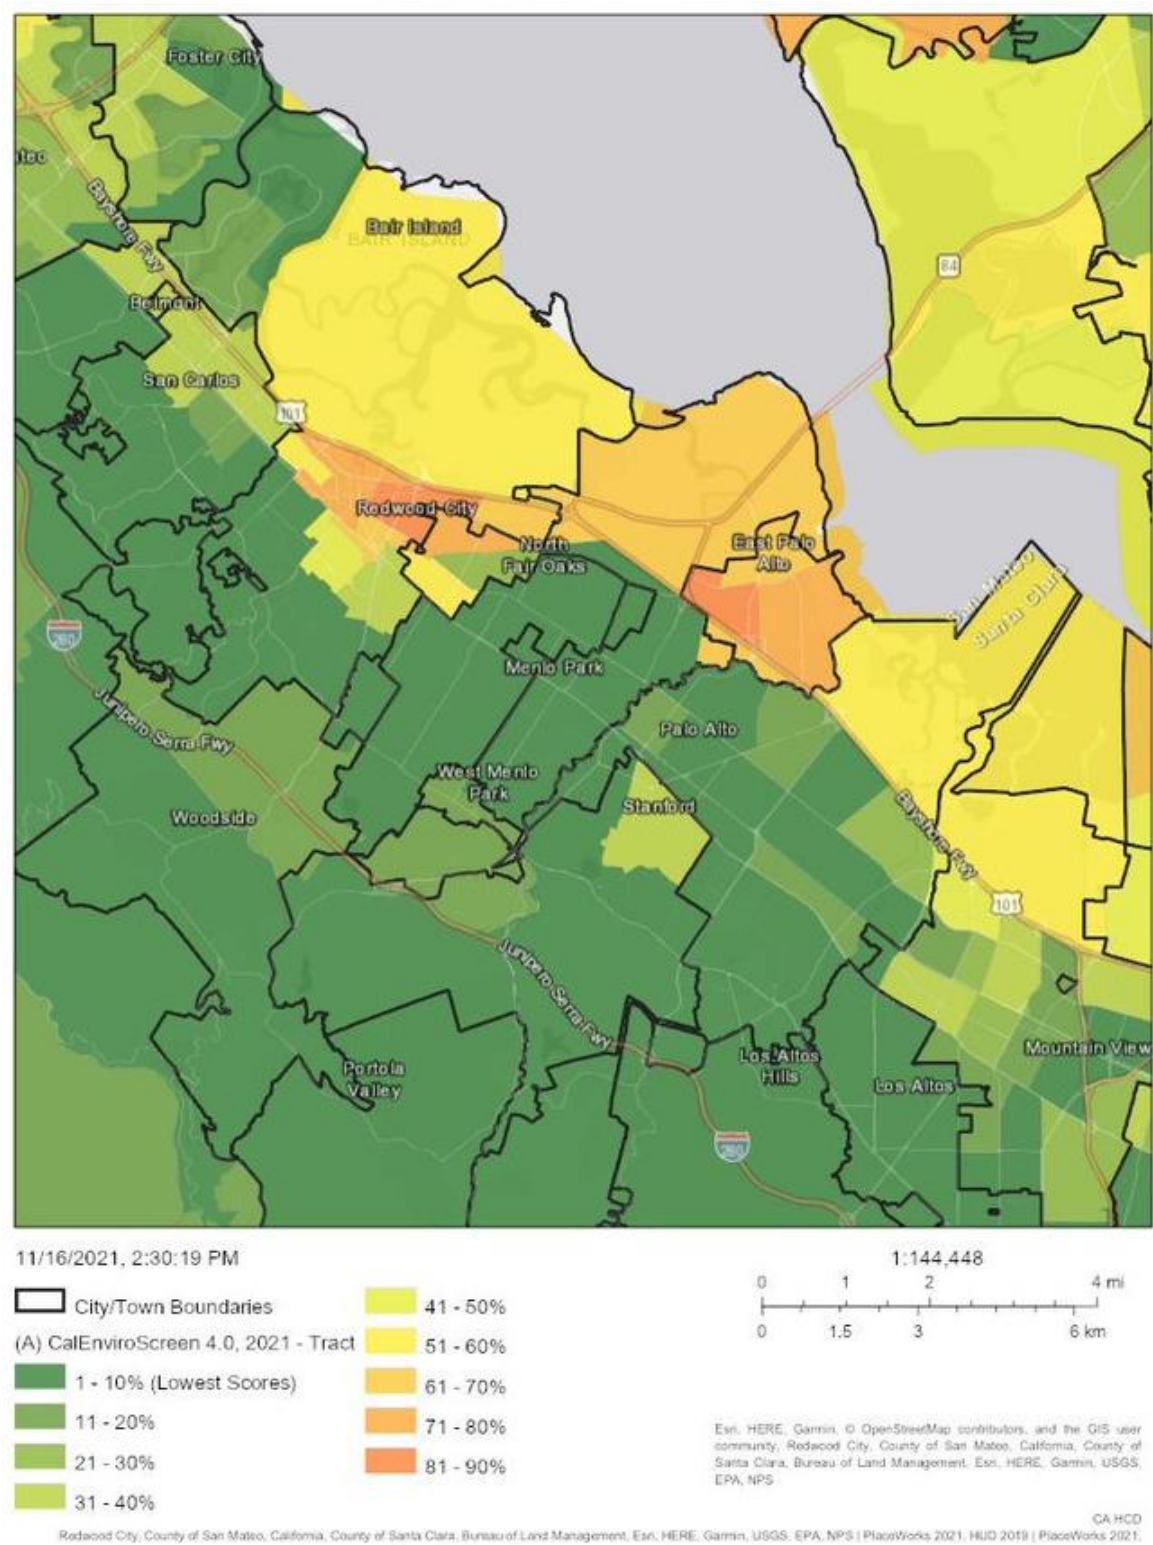 Foster City
ateo
Bayshore Fwy
Bair Island
BAIR ISLAND
84
Belmont
San Carlos
101
Redwood City
North
Fair Oaks
East Palo
Alto
San Mateo
Santa Clara
280
Menlo Park
Junipero Serra Fwy
Palo Alto
West Menlo
Park
Stanford
Woodside
Bayshore Fwy
101
Junipero Serra Fwy
Portola
Valley
Los Altos
Hills
Los Altos
Mountain View
280
11/16/2021, 2:30:19 PM
City/Town Boundaries
(A) CalEnviroScreen 4.0, 2021 - Tract
1 - 10% (Lowest Scores)
11 - 20%
21 - 30%
31 - 40%
41 - 50%
51 - 60%
61 - 70%
71 - 80%
81 - 90%
1:144,448
0 1 2 4 mi
0 1.5 3 6 km
Esri, HERE, Garmin, © OpenStreetMap contributors, and the GIS user
community, Redwood City, County of San Mateo, California, County of
Santa Clara, Bureau of Land Management, Esri, HERE, Garmin, USGS,
EPA, NPS
CA HCD
Redwood City, County of San Mateo, California, County of Santa Clara, Bureau of Land Management, Esri, HERE, Garmin, USGS, EPA, NPS | PlaceWorks 2021, HUD 2019 | PlaceWorks 2021,